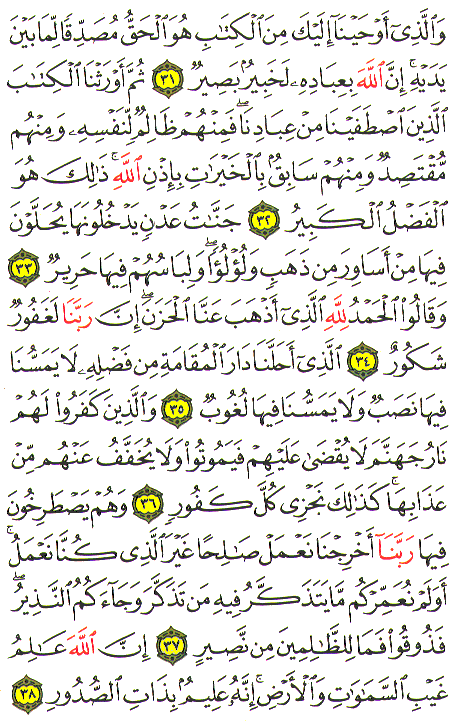 وَٱلَّذِىٓ أَوْحَيْنَآ إِلَيْكَ مِنَ ٱلْكِتَٰبِ هُوَ ٱلْحَقُّ مُصَدِّقًا لِّمَا بَيْنَ
يَدَيْهِ ۗ إِنَّ ٱللَّهَ بِعِبَادِهِۦ لَخَبِيرٌۢ بَصِيرٌ ٣١ ثُمَّ أَوْرَثْنَا ٱلْكِتَٰبَ
ٱلَّذِينَ ٱصْطَفَيْنَا مِنْ عِبَادِنَا ۖ فَمِنْهُمْ ظَالِمٌ لِّنَفْسِهِۦ وَمِنْهُم
مُّقْتَصِدٌ وَمِنْهُمْ سَابِقٌۢ بِٱلْخَيْرَٰتِ بِإِذْنِ ٱللَّهِ ۚ ذَٰلِكَ هُوَ
ٱلْفَضْلُ ٱلْكَبِيرُ ٣٢ جَنَّٰتُ عَدْنٍ يَدْخُلُونَهَا يُحَلَّوْنَ
فِيهَا مِنْ أَسَاوِرَ مِن ذَهَبٍ وَلُؤْلُؤًا ۖ وَلِبَاسُهُمْ فِيهَا حَرِيرٌ ٣٣
وَقَالُوا۟ ٱلْحَمْدُ لِلَّهِ ٱلَّذِىٓ أَذْهَبَ عَنَّا ٱلْحَزَنَ ۖ إِنَّ رَبَّنَا لَغَفُورٌ
شَكُورٌ ٣٤ ٱلَّذِىٓ أَحَلَّنَا دَارَ ٱلْمُقَامَةِ مِن فَضْلِهِۦ لَا يَمَسُّنَا
فِيهَا نَصَبٌ وَلَا يَمَسُّنَا فِيهَا لُغُوبٌ ٣٥ وَٱلَّذِينَ كَفَرُوا۟ لَهُمْ
نَارُ جَهَنَّمَ لَا يُقْضَىٰ عَلَيْهِمْ فَيَمُوتُوا۟ وَلَا يُخَفَّفُ عَنْهُم مِّنْ
عَذَابِهَا ۚ كَذَٰلِكَ نَجْزِى كُلَّ كَفُورٍ ٣٦ وَهُمْ يَصْطَرِخُونَ
فِيهَا رَبَّنَآ أَخْرِجْنَا نَعْمَلْ صَٰلِحًا غَيْرَ ٱلَّذِى كُنَّا نَعْمَلُ ۚ
أَوَلَمْ نُعَمِّرْكُم مَّا يَتَذَكَّرُ فِيهِ مَن تَذَكَّرَ وَجَآءَكُمُ ٱلنَّذِيرُ ۖ
فَذُوقُوا۟ فَمَا لِلظَّٰلِمِينَ مِن نَّصِيرٍ ٣٧ إِنَّ ٱللَّهَ عَٰلِمُ
غَيْبِ ٱلسَّمَٰوَٰتِ وَٱلْأَرْضِ ۚ إِنَّهُۥ عَلِيمٌۢ بِذَاتِ ٱلصُّدُورِ ٣٨